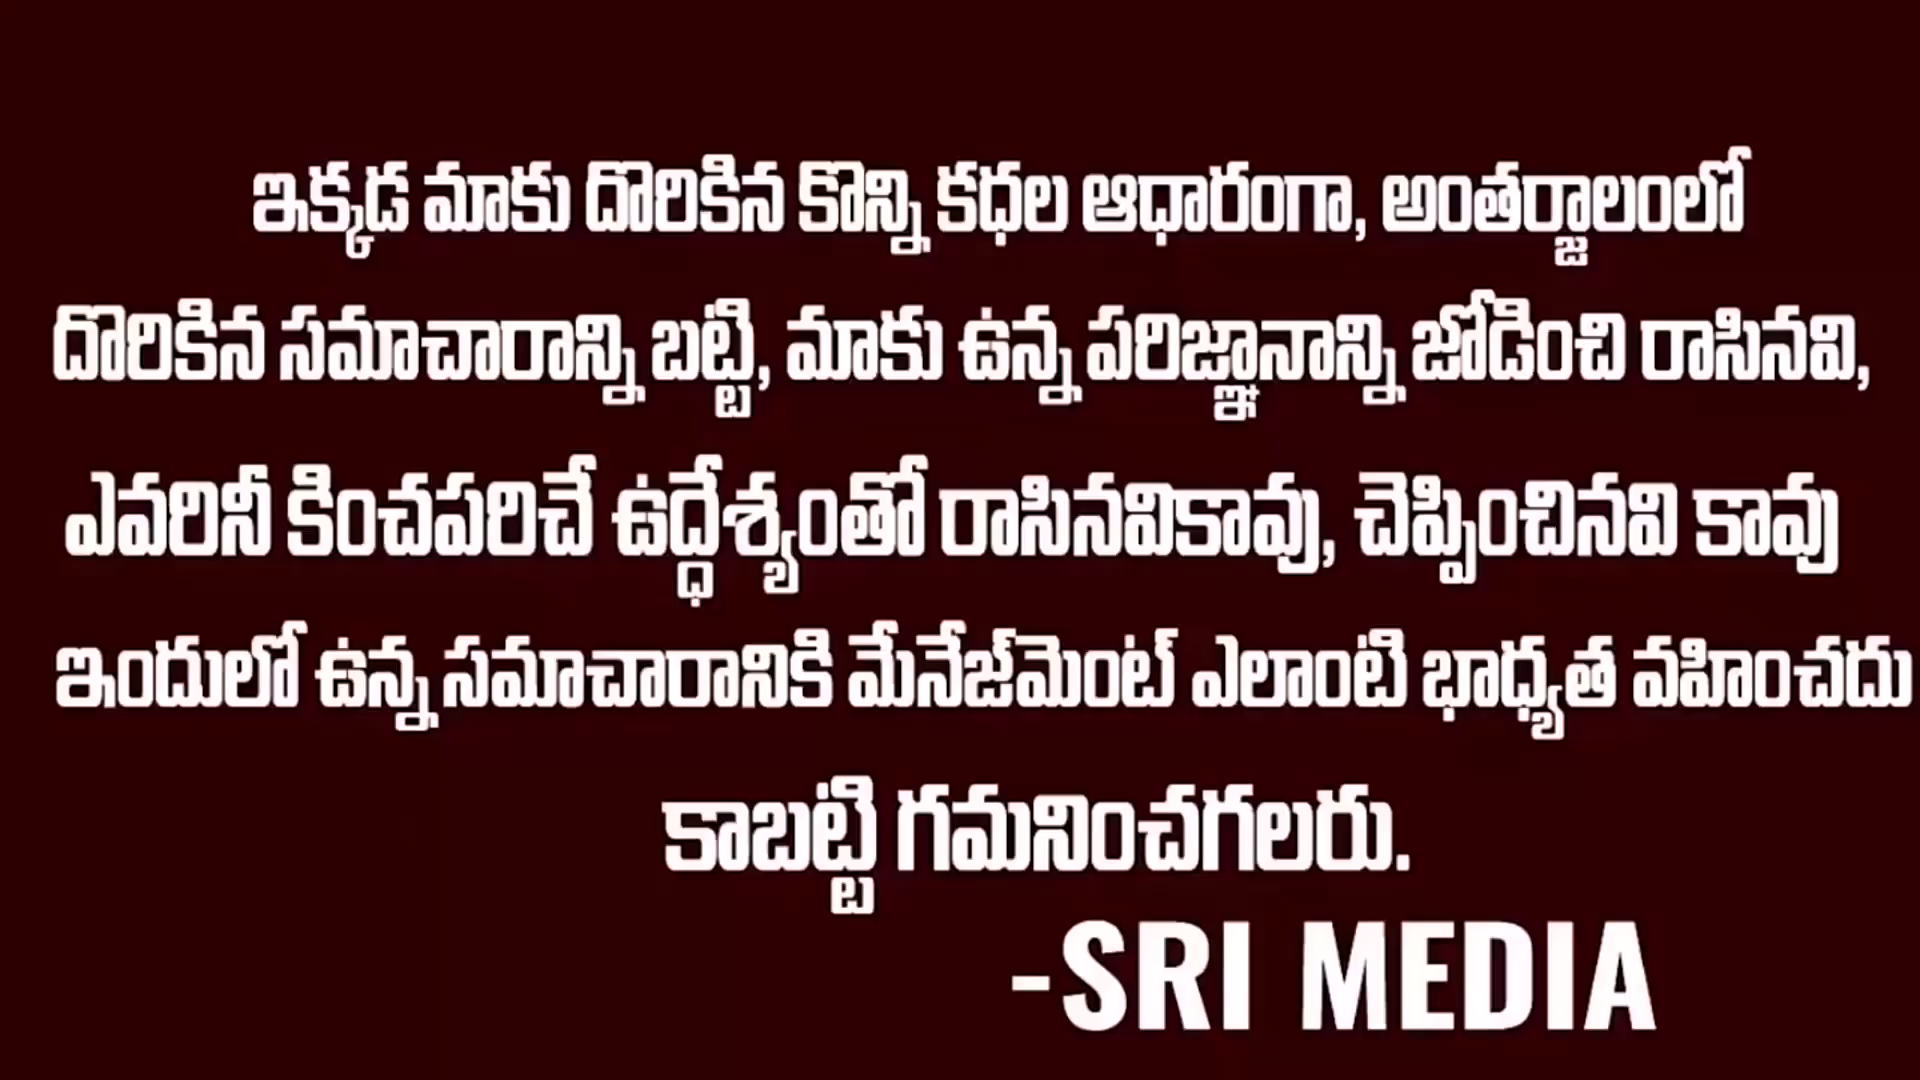 ఇక్కడ మాకు దొరికిన కొన్ని కధల ఆధారంగా, అంతర్జాలంలో
దొరికిన సమాచారాన్ని బట్టి, మాకు ఉన్న పరిజ్ఞానాన్ని జోడించి రాసినవి,
ఎవరినీ కించపరిచే ఉద్ధేశ్యంతో రాసినవికావు, చెప్పించినవి కావు
ఇందులో ఉన్న సమాచారానికి మేనేజ్‌మెంట్ ఎలాంటి భాధ్యత వహించదు
కాబట్టి గమనించగలరు.
-SRI MEDIA